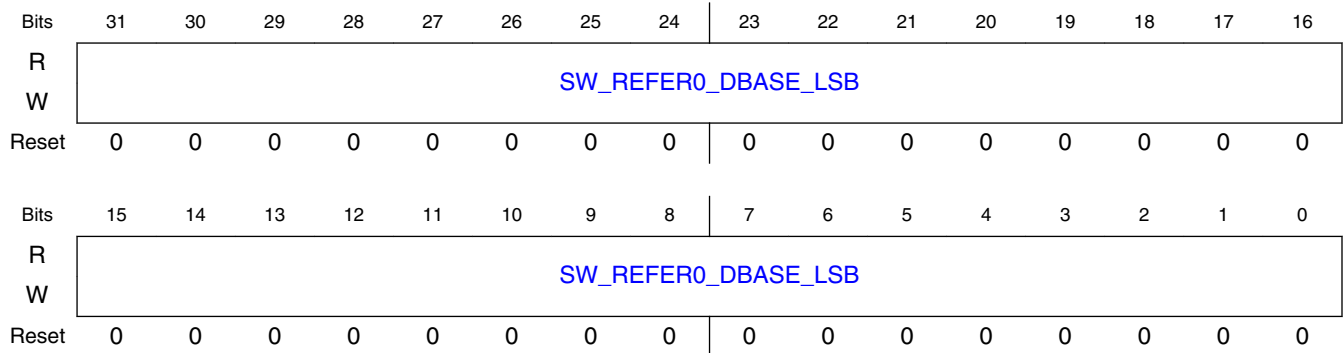 Bits 31 30 29 28 27 26 25 24 23 22 21 20 19 18 17 16
R
SW_REFER0_DBASE_LSB
W
Reset 0 0 0 0 0 0 0 0 0 0 0 0 0 0 0 0
Bits 15 14 13 12 11 10 9 8 7 6 5 4 3 2 1 0
R
SW_REFER0_DBASE_LSB
W
Reset 0 0 0 0 0 0 0 0 0 0 0 0 0 0 0 0